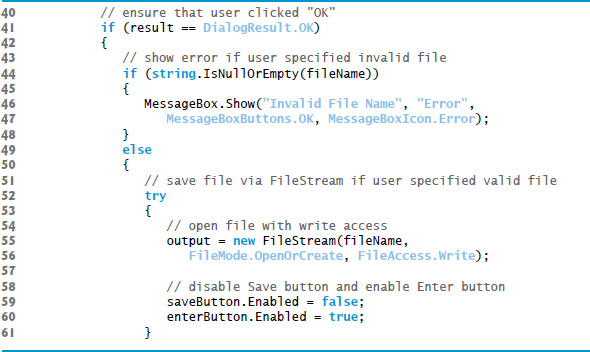 40 // ensure that user clicked "OK"
41 if (result == DialogResult.OK)
42 {
43 // show error if user specified invalid file
44 if (string.IsNullOrEmpty(fileName))
45 {
46 MessageBox.Show("Invalid File Name", "Error",
47 MessageBoxButtons.OK, MessageBoxIcon.Error);
48 }
49 else
50 {
51 // save file via FileStream if user specified valid file
52 try
53 {
54 // open file with write access
55 output = new FileStream(fileName,
56 FileMode.OpenOrCreate, FileAccess.Write);
57
58 // disable Save button and enable Enter button
59 saveButton.Enabled = false;
60 enterButton.Enabled = true;
61 }